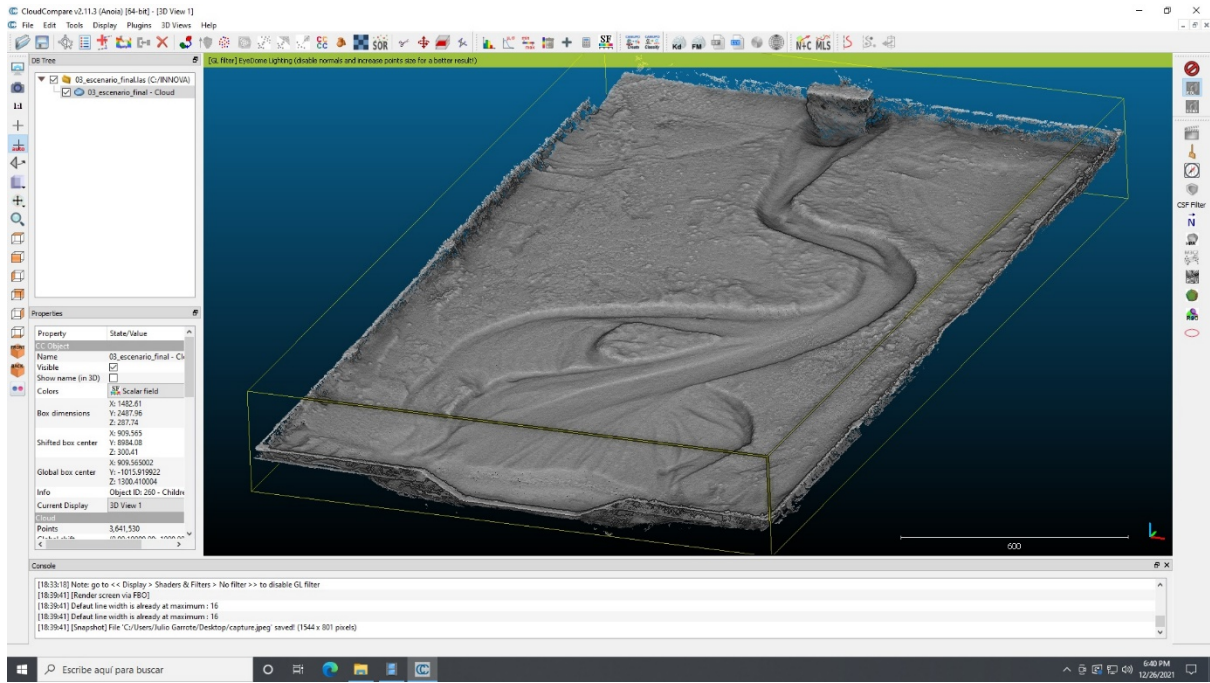 CloudCompare v2.11.3 (Anoia) [64-bit] - [3D View 1]
File Edit Tools Display Plugins 3D Views Help
SOR
SF
Kd
FM
N+C MLS
DB Tree
[GL filter] EyeDome Lighting (disable normals and increase points size for a better result!)
03_escenario_final.las (C:/INNOVA)
03_escenario_final - Cloud
1:1
AUTO
CSF Filter
N
Properties
Property State/Value
CC Object
Name 03_escenario_final - Cl
Visible
Show name (in 3D)
Colors Scalar field
Box dimensions X: 1482.61
Y: 2487.96
Z: 287.74
Shifted box center X: 909.565
Y: 8984.08
Z: 300.41
Global box center X: 909.565002
Y: -1015.919922
Z: 1300.410004
Info Object ID: 260 - Childre
Current Display 3D View 1
Cloud
Points 3,641,530
600
Console
[18:33:18] Note: go to << Display > Shaders & Filters > No filter >> to disable GL filter
[18:39:41] [Render screen via FBO]
[18:39:41] Defaut line width is already at maximum : 16
[18:39:41] Defaut line width is already at maximum : 16
[18:39:41] [Snapshot] File 'C:/Users/Julio Garrote/Desktop/capture.jpeg' saved! (1544 x 801 pixels)
Escribe aquí para buscar
6:40 PM
12/26/2021